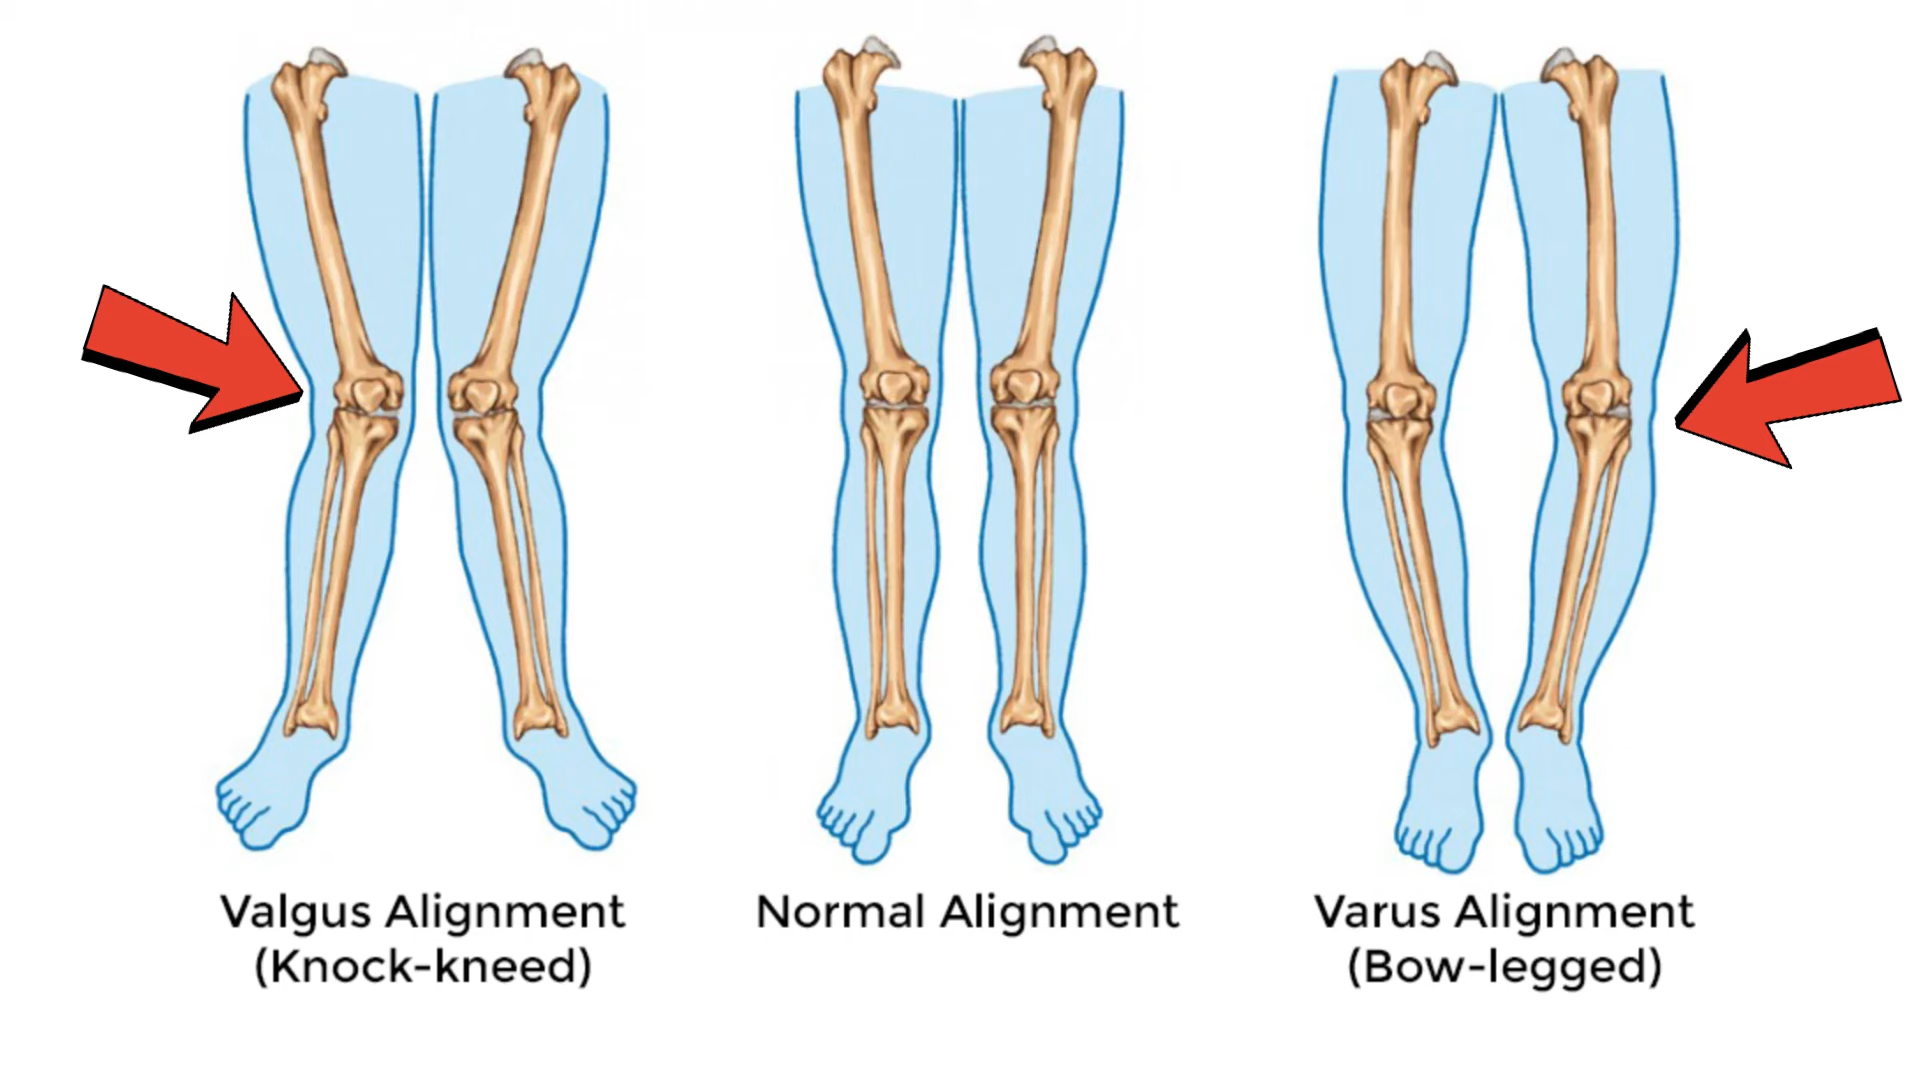 Valgus Alignment
(Knock-kneed)
Normal Alignment
Varus Alignment
(Bow-legged)